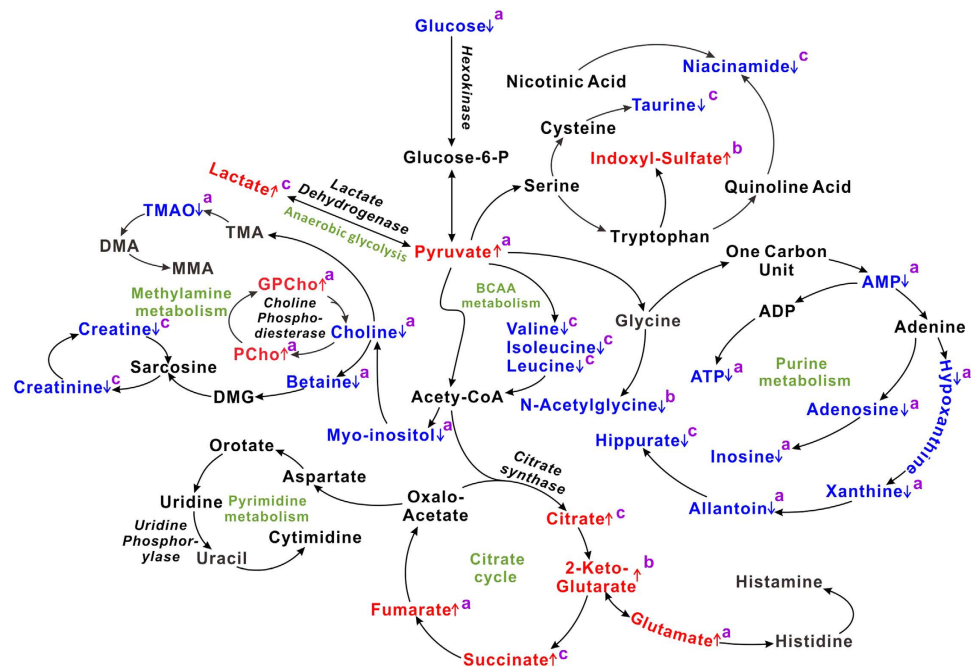 Glucose↓a
Hexokinase
Nicotinic Acid
Niacinamide↓c
Taurine↓c
Cysteine
Glucose-6-P
Indoxyl-Sulfate↑b
Lactate↑c
Lactate
Dehydrogenase
Anaerobic glycolysis
Serine
Quinoline Acid
TMAO↓a
TMA
DMA
MMA
Pyruvate↑a
Tryptophan
One Carbon
Unit
AMP↓a
GPCho↑a
Methylamine
metabolism
Choline
Phospho-
diesterase
BCAA
metabolism
Glycine
ADP
Adenine
Creatine↓c
Choline↓a
Valine↓c
Isoleucine↓c
Leucine↓c
PCho↑a
Sarcosine
Creatinine↓c
DMG
Betaine↓a
Acety-CoA
N-Acetylglycine↓b
ATP↓a
Purine
metabolism
Hypoxanthine↓a
Adenosine↓a
Myo-inositol↓a
Hippurate↓c
Inosine↓a
Orotate
Aspartate
Citrate
synthase
Uridine
Pyrimidine
metabolism
Oxalo-
Acetate
Xanthine↓a
Allantoin↓a
Uridine
Phosphor-
ylase
Cytimidine
Uracil
Citrate↑c
Citrate
cycle
2-Keto-
Glutarate↑b
Histamine
Fumarate↑a
Glutamate↑a
Histidine
Succinate↑c